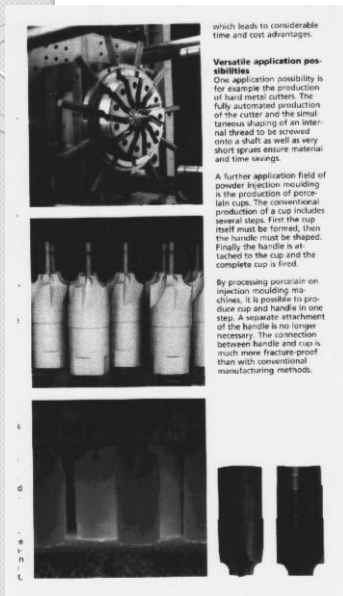 which leads to considerable
time and cost advantages.
Versatile application pos-
sibilities
One application possibility is
for example the production
of hard metal cutters. The
fully automated production
of the cutter and the simul-
taneous shaping of an inter-
nal thread to be screwed
onto a shaft as well as very
short sprues ensure material
and time savings.
A further application field of
powder injection moulding
is the production of porce-
lain cups. The conventional
production of a cup includes
several steps. First the cup
itself must be formed, then
the handle must be shaped.
Finally the handle is at-
tached to the cup and the
complete cup is fired.
By processing porcelain on
injection moulding ma-
chines, it is possible to pro-
duce cup and handle in one
step. A separate attachment
of the handle is no longer
necessary. The connection
between handle and cup is
much more fracture-proof
than with conventional
manufacturing methods.
s
d